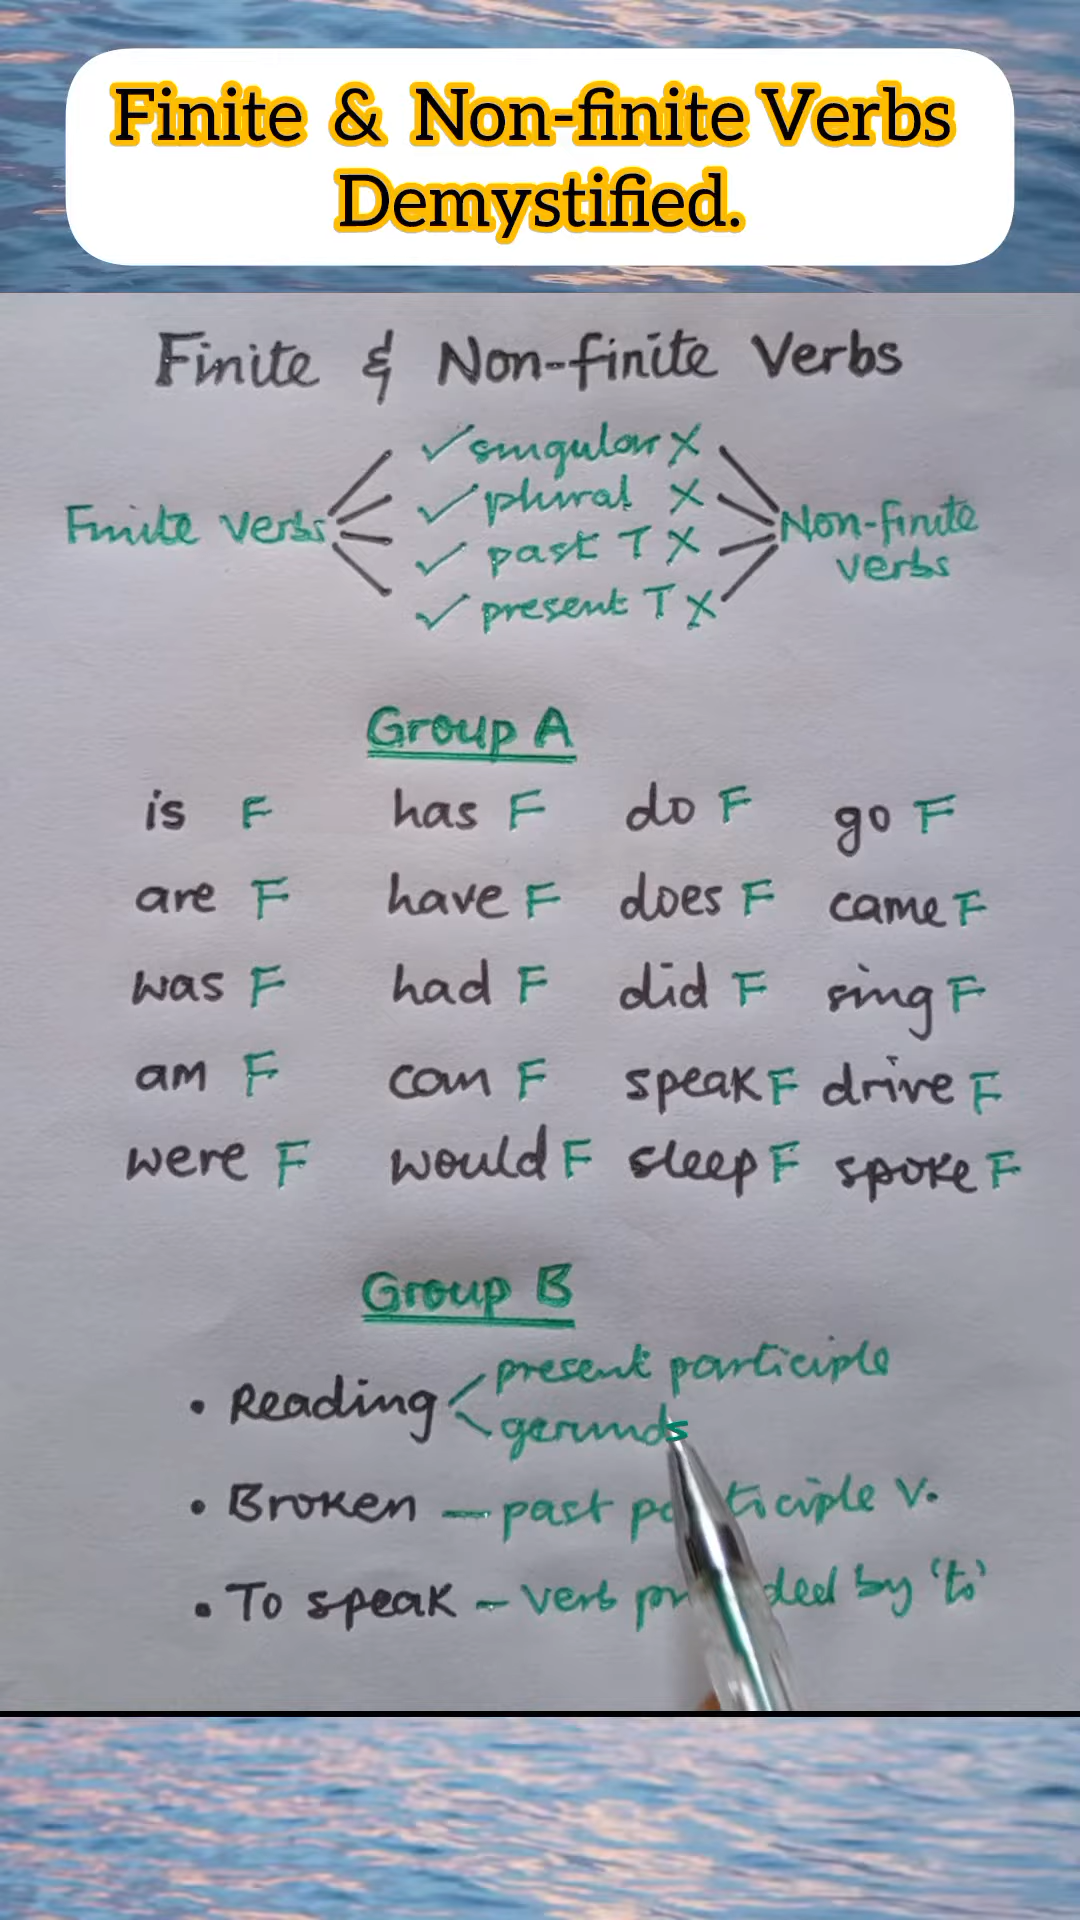 Finite & Non-finite Verbs
Demystified.
Finite & Non-finite Verbs
✓ singular X
✓ plural X
Finite verbs
Non-finite
verbs
✓ past T X
✓ present T X
Group A
is F has F do F go F
are F have F does F came F
was F had F did F sing F
am F can F speak F drive F
were F would F sleep F spoke F
Group B
• Reading
present participle
gerunds
• Broken – past participle v.
• To speak – verb by 'to'